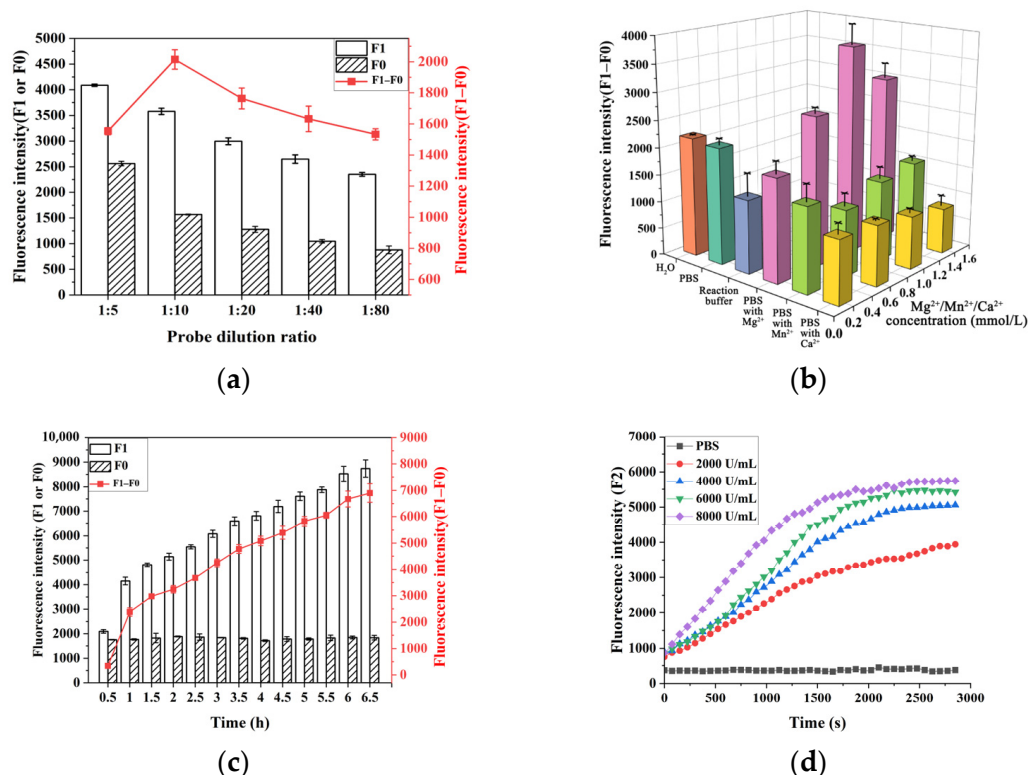 5000
4500
4000
3500
3000
2500
2000
1500
1000
500
0
Fluorescence intensity(F1 or F0)
F1
F0
F1–F0
2000
1800
1600
1400
1200
1000
800
600
Fluorescence intensity(F1–F0)
1:5 1:10 1:20 1:40 1:80
Probe dilution ratio
(a)
4000
3500
3000
2500
2000
1500
1000
500
0
Fluorescence intensity(F1–F0)
H₂O
PBS
Reaction
buffer
PBS
with
Mg²⁺
PBS
with
Mn²⁺
PBS
with
Ca²⁺
0.0
0.2
0.4
0.6
0.8
1.0
1.2
1.4
1.6
Mg²⁺/Mn²⁺/Ca²⁺
concentration (mmol/L)
(b)
10,000
9000
8000
7000
6000
5000
4000
3000
2000
1000
0
Fluorescence intensity (F1 or F0)
F1
F0
F1–F0
9000
8000
7000
6000
5000
4000
3000
2000
1000
0
Fluorescence intensity(F1–F0)
0.5 1 1.5 2 2.5 3 3.5 4 4.5 5 5.5 6 6.5
Time (h)
(c)
7000
6000
5000
4000
3000
2000
1000
0
Fluorescence intensity (F2)
PBS
2000 U/mL
4000 U/mL
6000 U/mL
8000 U/mL
0 500 1000 1500 2000 2500 3000
Time (s)
(d)